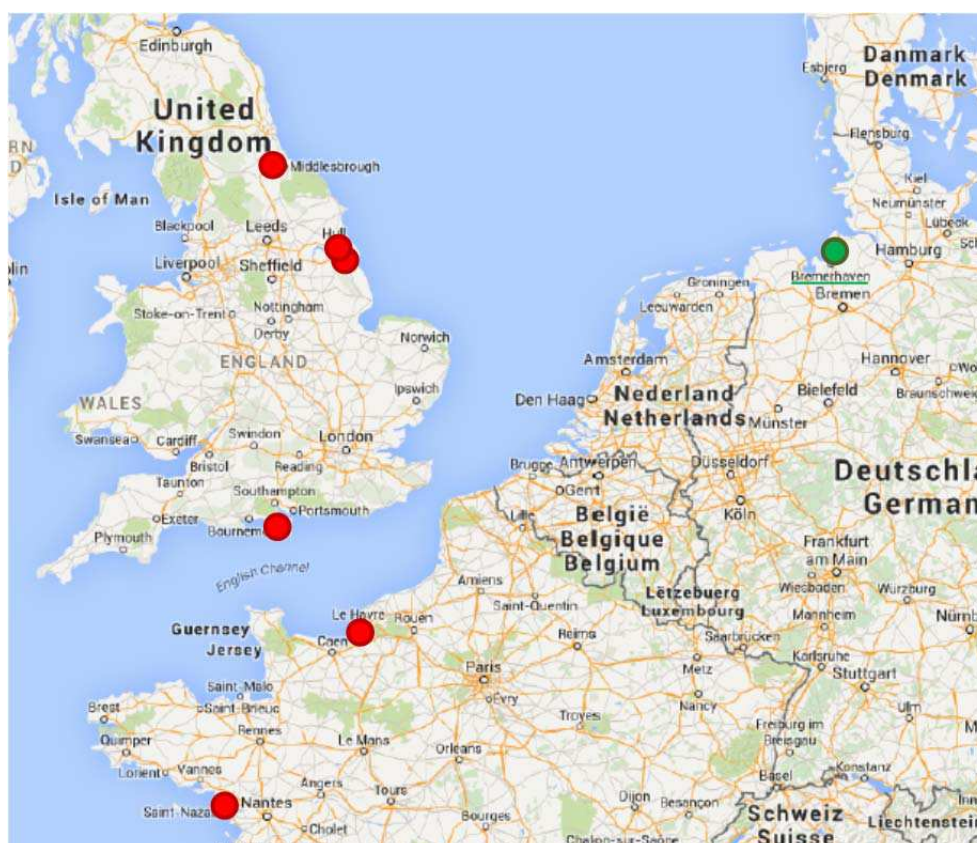 Edinburgh
United
Kingdom
Middlesbrough
Isle of Man
Blackpool
Leeds
Hull
Liverpool
Sheffield
Nottingham
Stoke-on-Trent
Derby
Norwich
ENGLAND
WALES
Ipswich
Swansea
Cardiff
Swindon
London
Bristol
Reading
Taunton
Southampton
Portsmouth
Exeter
Plymouth
English Channel
Guernsey
Jersey
Danmark
Denmark
Esbjerg
Flensburg
Kiel
Neumünster
Lübeck
Hamburg
Bremerhaven
Bremen
Groningen
Leeuwarden
Amsterdam
Nederland
Netherlands
Den Haag
Hannover
Bielefeld
Braunschweig
Münster
Brugge
Antwerpen
Gent
Düsseldorf
Köln
België
Belgique
Belgium
Lille
Frankfurt
am Main
Wiesbaden
Würzburg
Lëtzebuerg
Luxembourg
Mannheim
Saarbrücken
Karlsruhe
Stuttgart
Amiens
Saint-Quentin
Le Havre
Rouen
Caen
Reims
Metz
Paris
Evry
Nancy
Saint-Malo
Brest
Saint-Brieuc
Rennes
Le Mans
Troyes
Orleans
Quimper
Lorient
Vannes
Freiburg im
Breisgau
Ulm
Konstanz
Basel
Nantes
Angers
Tours
Cholet
Bourges
Dijon
Besançon
Schweiz
Suisse
Liechtenstein